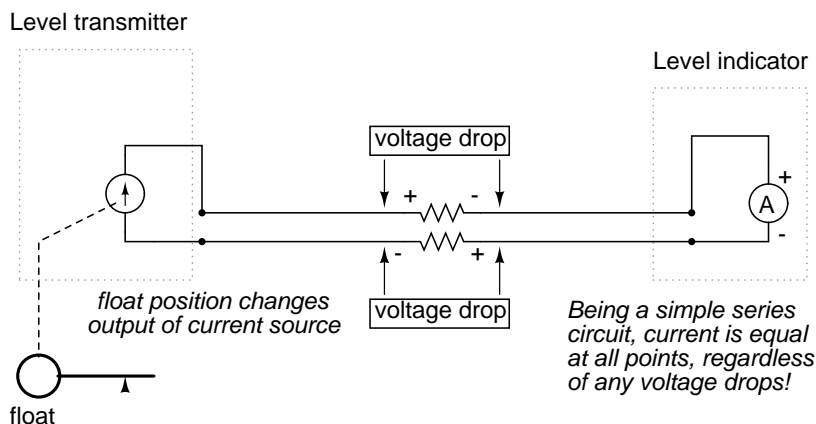 Level transmitter
Level indicator
voltage drop
+ -
+
A
-
- +
voltage drop
float position changes
output of current source
Being a simple series
circuit, current is equal
at all points, regardless
of any voltage drops!
float